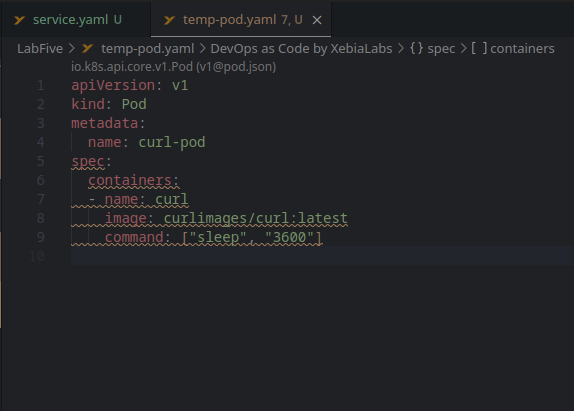 service.yaml U
temp-pod.yaml 7, U
LabFive > temp-pod.yaml > DevOps as Code by XebiaLabs > {} spec > [ ] containers
io.k8s.api.core.v1.Pod (v1@pod.json)
1 apiVersion: v1
2 kind: Pod
3 metadata:
4   name: curl-pod
5 spec:
6   containers:
7   - name: curl
8     image: curlimages/curl:latest
9     command: ["sleep", "3600"]
10